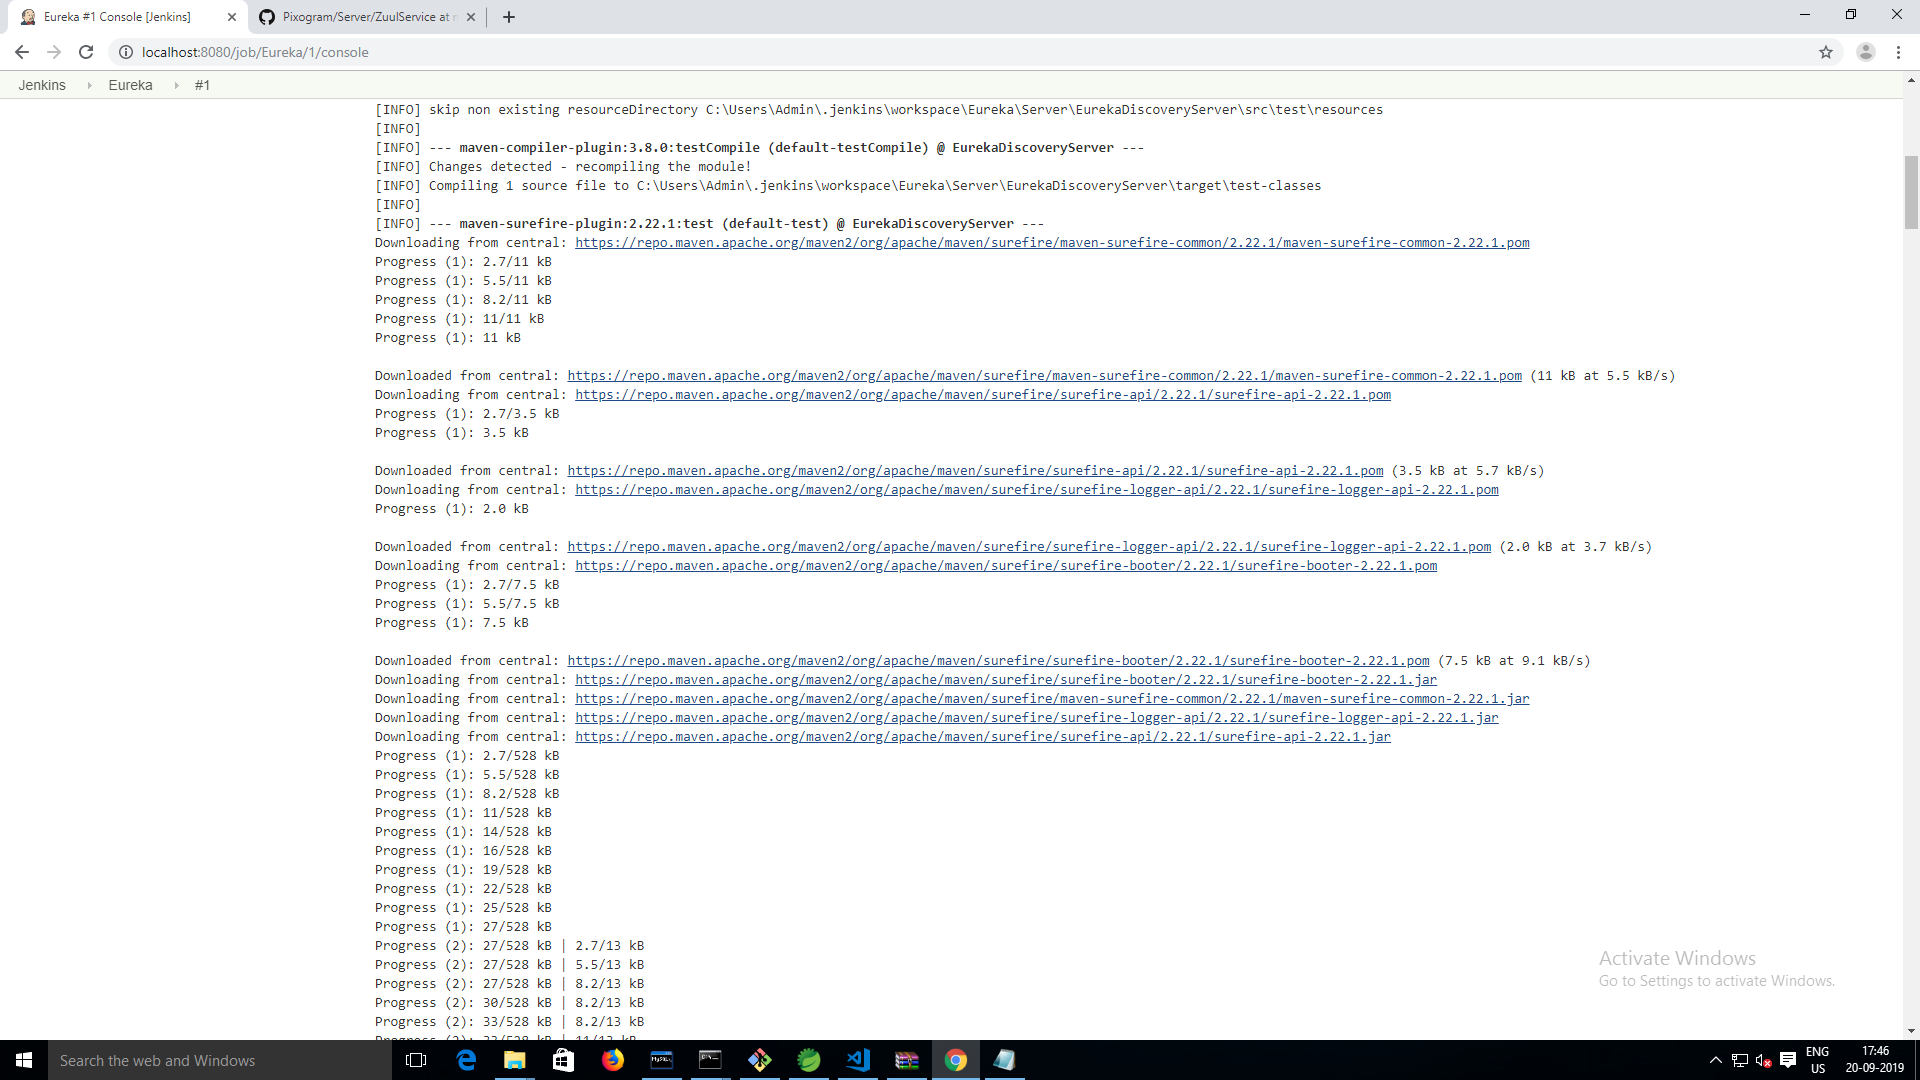 Eureka #1 Console [Jenkins]
Pixogram/Server/ZuulService at
localhost:8080/job/Eureka/1/console
Jenkins Eureka #1
[INFO] skip non existing resourceDirectory C:\Users\Admin\.jenkins\workspace\Eureka\Server\EurekaDiscoveryServer\src\test\resources
[INFO]
[INFO] --- maven-compiler-plugin:3.8.0:testCompile (default-testCompile) @ EurekaDiscoveryServer ---
[INFO] Changes detected - recompiling the module!
[INFO] Compiling 1 source file to C:\Users\Admin\.jenkins\workspace\Eureka\Server\EurekaDiscoveryServer\target\test-classes
[INFO]
[INFO] --- maven-surefire-plugin:2.22.1:test (default-test) @ EurekaDiscoveryServer ---
Downloading from central: https://repo.maven.apache.org/maven2/org/apache/maven/surefire/maven-surefire-common/2.22.1/maven-surefire-common-2.22.1.pom
Progress (1): 2.7/11 kB
Progress (1): 5.5/11 kB
Progress (1): 8.2/11 kB
Progress (1): 11/11 kB
Progress (1): 11 kB
Downloaded from central: https://repo.maven.apache.org/maven2/org/apache/maven/surefire/maven-surefire-common/2.22.1/maven-surefire-common-2.22.1.pom (11 kB at 5.5 kB/s)
Downloading from central: https://repo.maven.apache.org/maven2/org/apache/maven/surefire/surefire-api/2.22.1/surefire-api-2.22.1.pom
Progress (1): 2.7/3.5 kB
Progress (1): 3.5 kB
Downloaded from central: https://repo.maven.apache.org/maven2/org/apache/maven/surefire/surefire-api/2.22.1/surefire-api-2.22.1.pom (3.5 kB at 5.7 kB/s)
Downloading from central: https://repo.maven.apache.org/maven2/org/apache/maven/surefire/surefire-logger-api/2.22.1/surefire-logger-api-2.22.1.pom
Progress (1): 2.0 kB
Downloaded from central: https://repo.maven.apache.org/maven2/org/apache/maven/surefire/surefire-logger-api/2.22.1/surefire-logger-api-2.22.1.pom (2.0 kB at 3.7 kB/s)
Downloading from central: https://repo.maven.apache.org/maven2/org/apache/maven/surefire/surefire-booter/2.22.1/surefire-booter-2.22.1.pom
Progress (1): 2.7/7.5 kB
Progress (1): 5.5/7.5 kB
Progress (1): 7.5 kB
Downloaded from central: https://repo.maven.apache.org/maven2/org/apache/maven/surefire/surefire-booter/2.22.1/surefire-booter-2.22.1.pom (7.5 kB at 9.1 kB/s)
Downloading from central: https://repo.maven.apache.org/maven2/org/apache/maven/surefire/surefire-booter/2.22.1/surefire-booter-2.22.1.jar
Downloading from central: https://repo.maven.apache.org/maven2/org/apache/maven/surefire/maven-surefire-common/2.22.1/maven-surefire-common-2.22.1.jar
Downloading from central: https://repo.maven.apache.org/maven2/org/apache/maven/surefire/surefire-logger-api/2.22.1/surefire-logger-api-2.22.1.jar
Downloading from central: https://repo.maven.apache.org/maven2/org/apache/maven/surefire/surefire-api/2.22.1/surefire-api-2.22.1.jar
Progress (1): 2.7/528 kB
Progress (1): 5.5/528 kB
Progress (1): 8.2/528 kB
Progress (1): 11/528 kB
Progress (1): 14/528 kB
Progress (1): 16/528 kB
Progress (1): 19/528 kB
Progress (1): 22/528 kB
Progress (1): 25/528 kB
Progress (1): 27/528 kB
Progress (2): 27/528 kB | 2.7/13 kB
Progress (2): 27/528 kB | 5.5/13 kB
Progress (2): 27/528 kB | 8.2/13 kB
Progress (2): 30/528 kB | 8.2/13 kB
Progress (2): 33/528 kB | 8.2/13 kB
Progress (2): 33/528 kB | 11/13 kB
Activate Windows
Go to Settings to activate Windows.
Search the web and Windows
ENG
US
17:46
20-09-2019